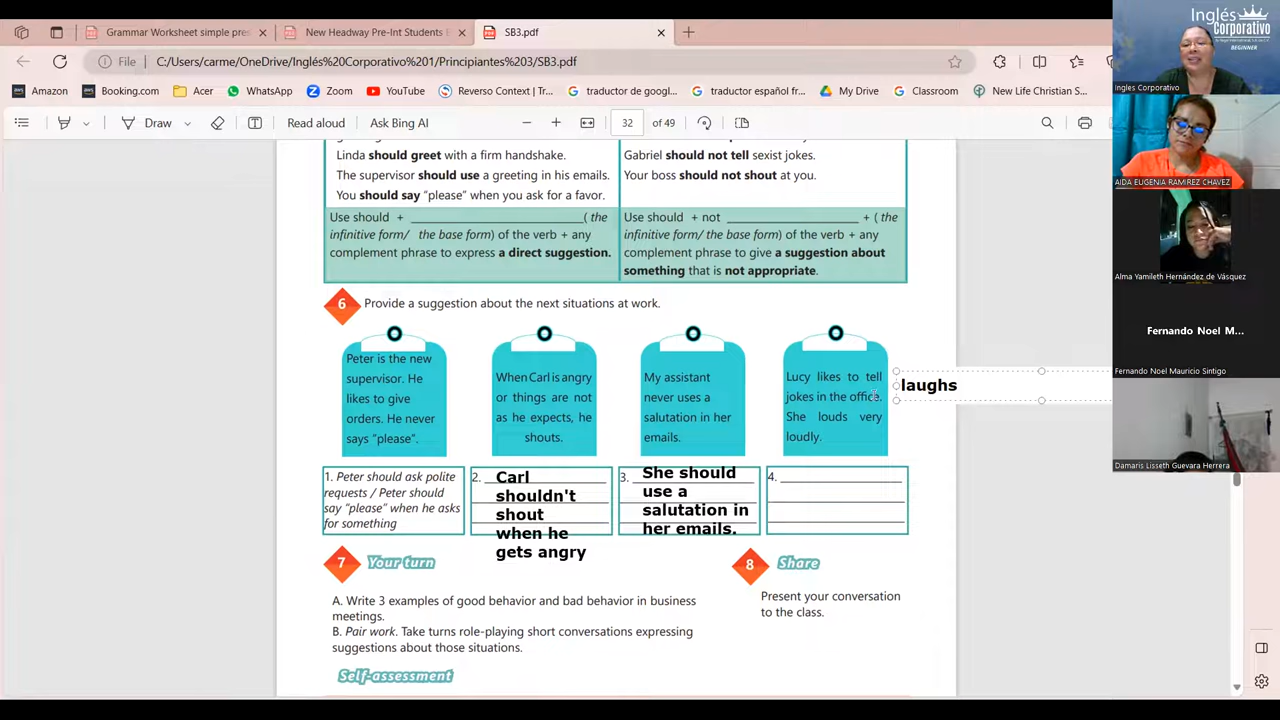 Grammar Worksheet simple pres
New Headway Pre-Int Students E
SB3.pdf
File
C:/Users/carme/OneDrive/Inglés%20Corporativo%201/Principiantes%203/SB3.pdf
Amazon
Booking.com
Acer
WhatsApp
Zoom
YouTube
Reverso Context | Tr...
traductor de googl...
traductor español fr...
My Drive
Classroom
New Life Christian S...
Draw
Read aloud
Ask Bing AI
32
of 49
Linda should greet with a firm handshake.
The supervisor should use a greeting in his emails.
You should say “please” when you ask for a favor.
Gabriel should not tell sexist jokes.
Your boss should not shout at you.
Use should + ____________________ ( the
infinitive form/ the base form) of the verb + any
complement phrase to express a direct suggestion.
Use should + not ________________ + ( the
infinitive form/ the base form) of the verb + any
complement phrase to give a suggestion about
something that is not appropriate.
6
Provide a suggestion about the next situations at work.
Peter is the new
supervisor. He
likes to give
orders. He never
says “please”.
When Carl is angry
or things are not
as he expects, he
shouts.
My assistant
never uses a
salutation in her
emails.
Lucy likes to tell
jokes in the office.
She louds very
loudly.
laughs
1. Peter should ask polite
requests / Peter should
say “please” when he asks
for something
2.
Carl
shouldn't
shout
when he
gets angry
3.
She should
use a
salutation in
her emails.
4.
7
Your turn
A. Write 3 examples of good behavior and bad behavior in business
meetings.
B. Pair work. Take turns role-playing short conversations expressing
suggestions about those situations.
8
Share
Present your conversation
to the class.
Self-assessment
Inglés
Corporativo
BEGINNER
Ingles Corporativo
AIDA EUGENIA RAMIREZ CHAVEZ
Alma Yamileth Hernández de Vásquez
Fernando Noel M...
Fernando Noel Mauricio Sintigo
Damaris Lisseth Guevara Herrera